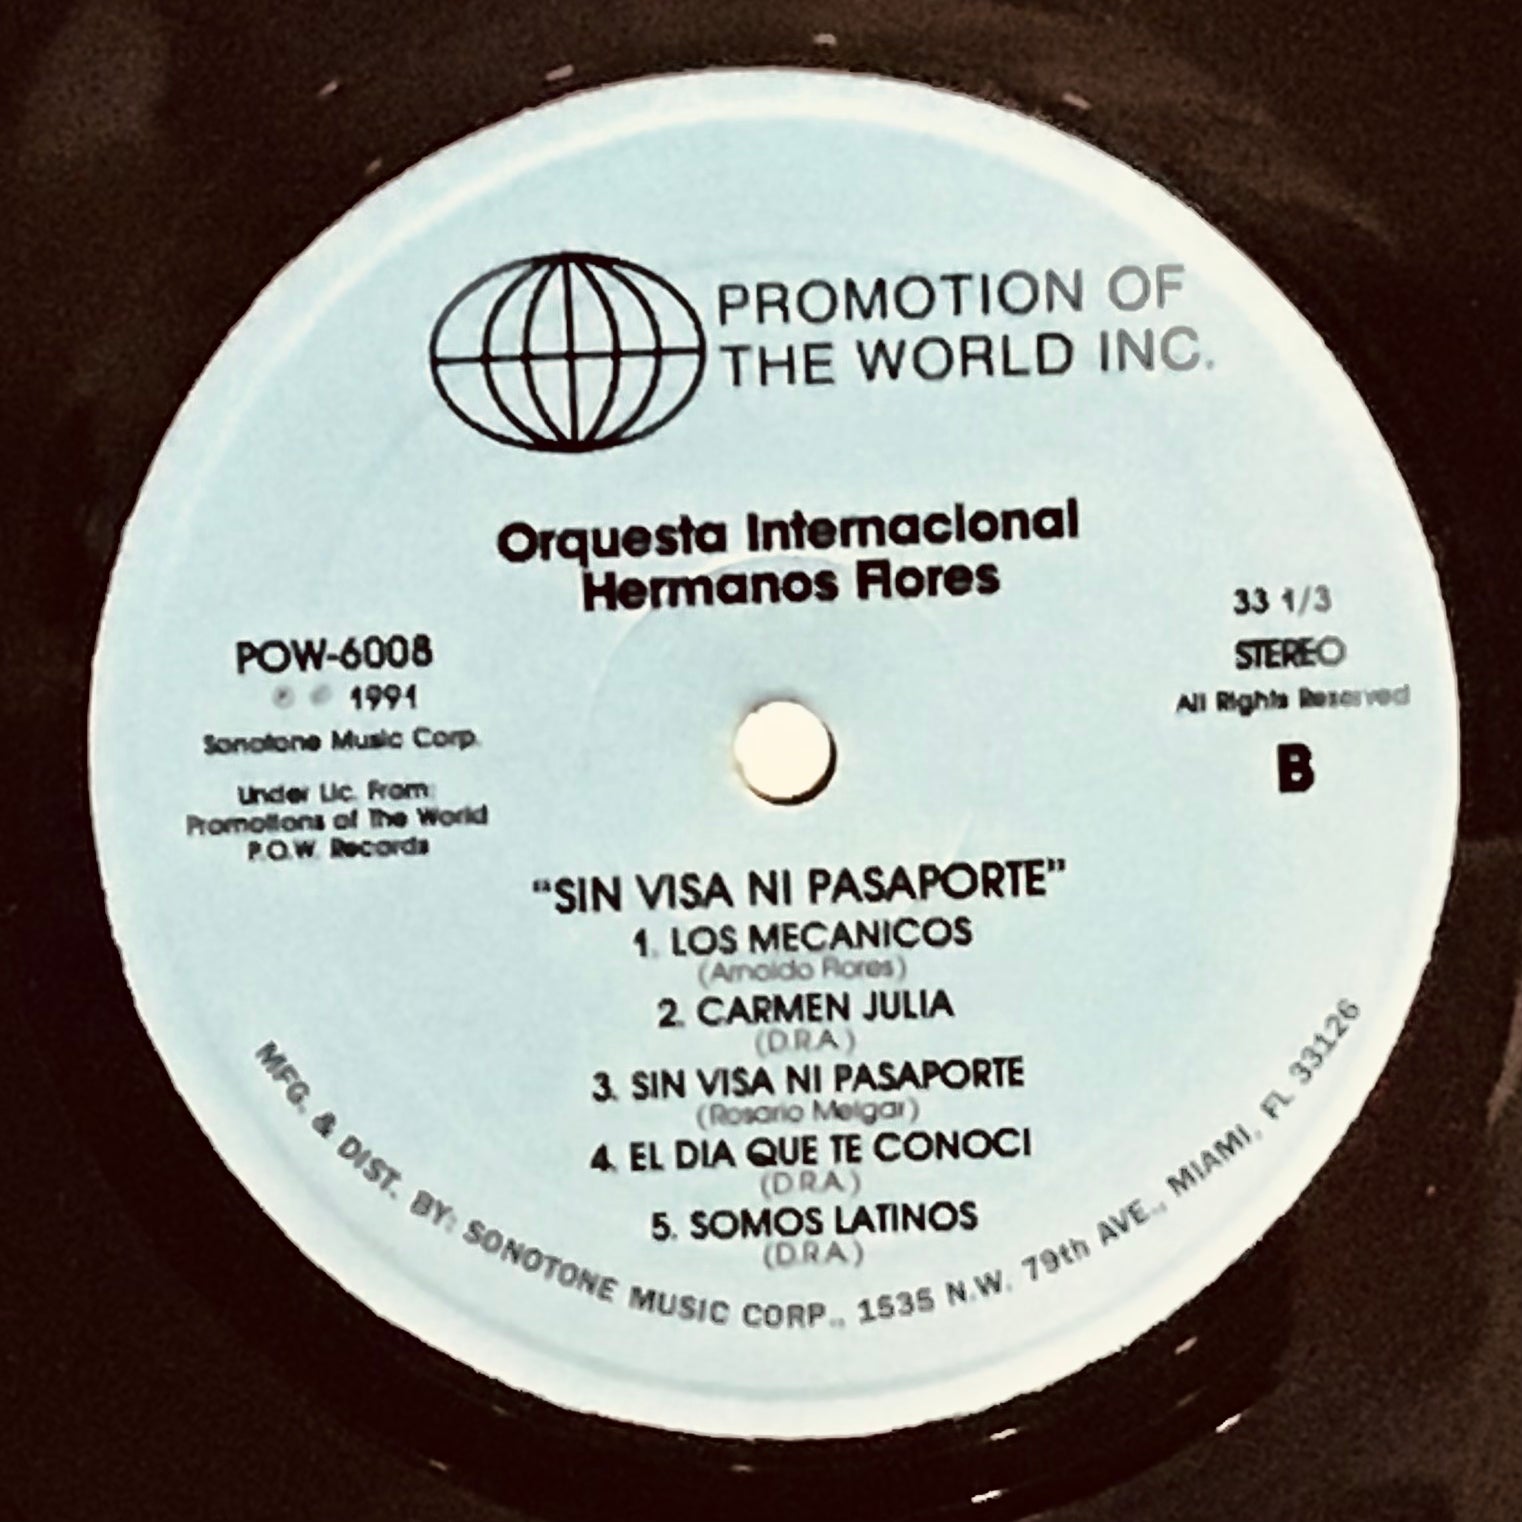 PROMOTION OF
THE WORLD INC.
Orquesta Internacional
Hermanos Flores
POW-6008
℗ © 1991
Sonotone Music Corp.
Under Lic. From:
Promotions of The World
P.O.W. Records
33 1/3
STEREO
All Rights Reserved
B
"SIN VISA NI PASAPORTE"
1. LOS MECANICOS
(Arnoldo Flores)
2. CARMEN JULIA
(D.R.A.)
3. SIN VISA NI PASAPORTE
(Rosario Melgar)
4. EL DIA QUE TE CONOCI
(D.R.A.)
5. SOMOS LATINOS
(D.R.A.)
MFG. & DIST. BY: SONOTONE MUSIC CORP., 1535 N.W. 79th AVE., MIAMI, FL 33126